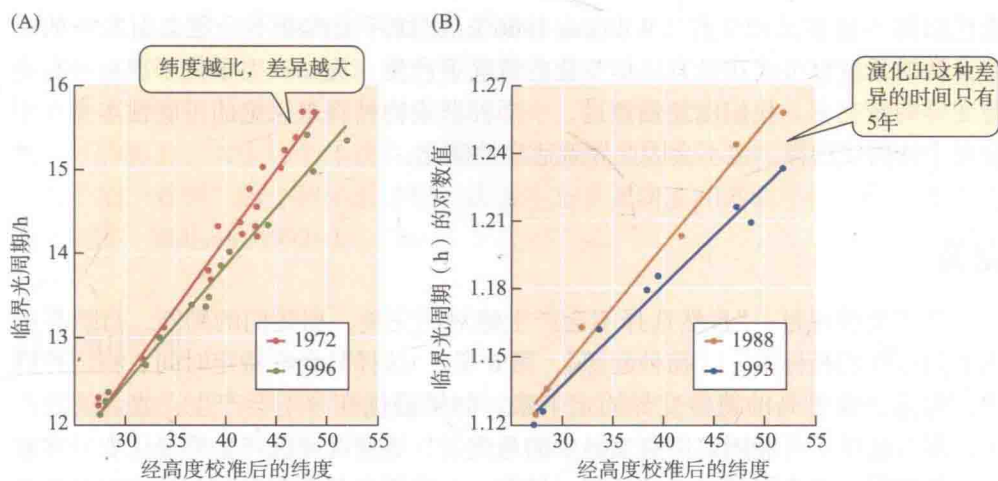 (A)
纬度越北，差异越大
16
15
14
13
12
临界光周期/h
1972
1996
30
35
40
45
50
55
经高度校准后的纬度
(B)
演化出这种差
异的时间只有
5年
1.27
1.24
1.21
1.18
1.15
1.12
临界光周期（h）的对数值
1988
1993
30
35
40
45
50
55
经高度校准后的纬度